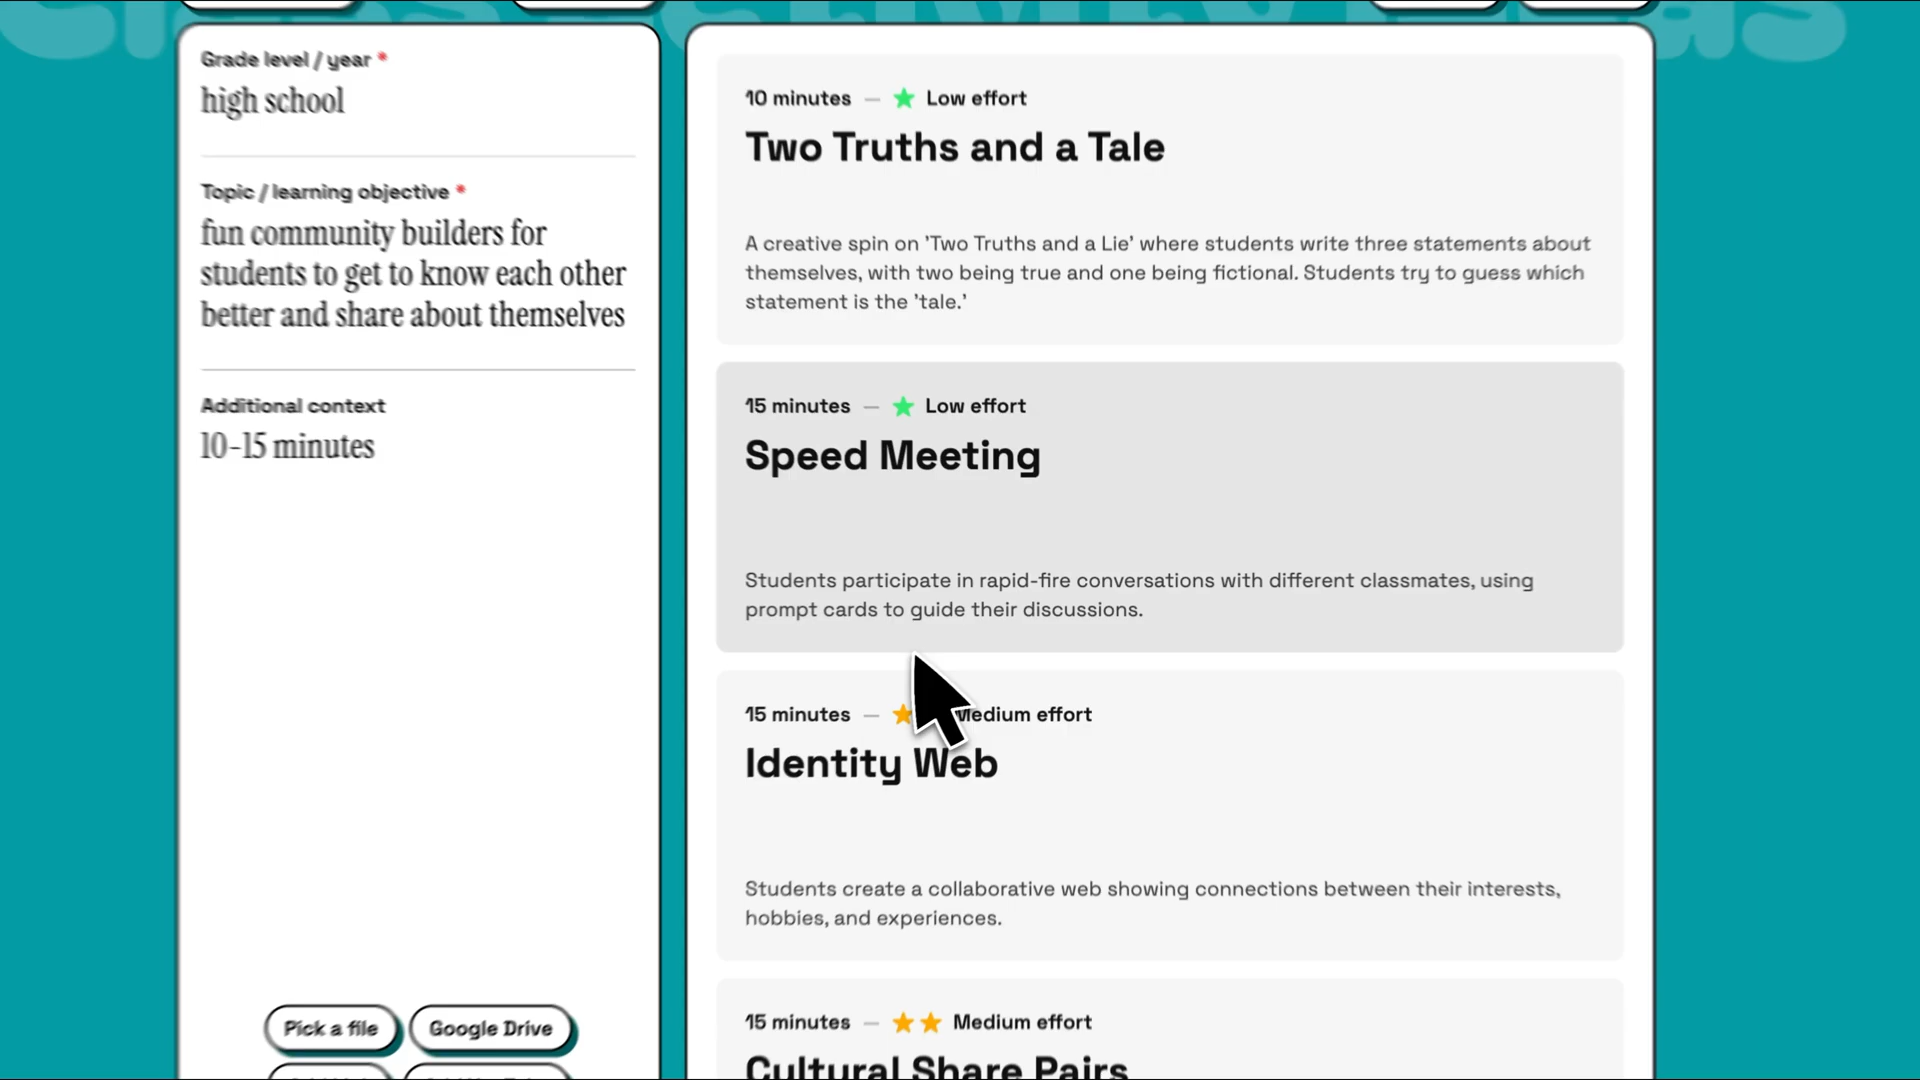 Grade level / year *
high school
Topic / learning objective *
fun community builders for
students to get to know each other
better and share about themselves
Additional context
10-15 minutes
Pick a file
Google Drive
10 minutes — Low effort
Two Truths and a Tale
A creative spin on 'Two Truths and a Lie' where students write three statements about
themselves, with two being true and one being fictional. Students try to guess which
statement is the 'tale.'
15 minutes — Low effort
Speed Meeting
Students participate in rapid-fire conversations with different classmates, using
prompt cards to guide their discussions.
15 minutes — Medium effort
Identity Web
Students create a collaborative web showing connections between their interests,
hobbies, and experiences.
15 minutes — Medium effort
Cultural Share Pairs